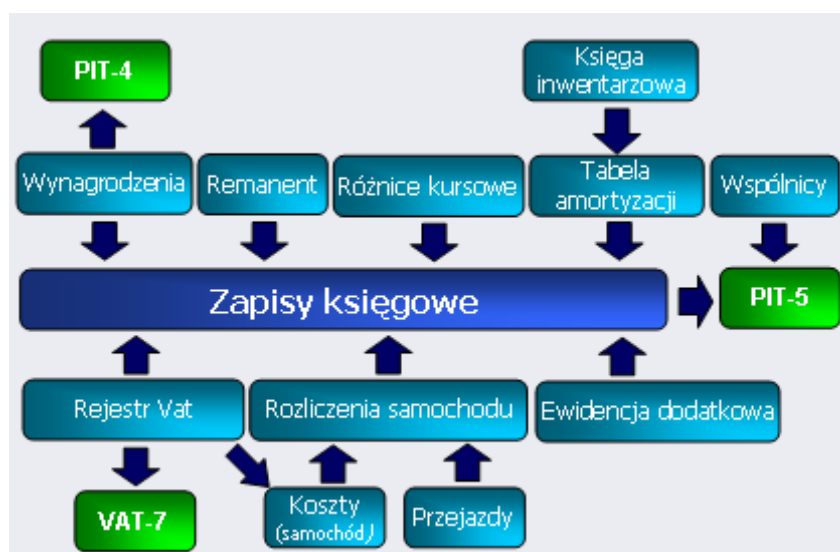 PIT-4
Księga
inwentarzowa
Wynagrodzenia
Remanent
Różnice kursowe
Tabela
amortyzacji
Wspólnicy
Zapisy księgowe
PIT-5
Rejestr Vat
Rozliczenia samochodu
Ewidencja dodatkowa
VAT-7
Koszty
(samochód)
Przejazdy